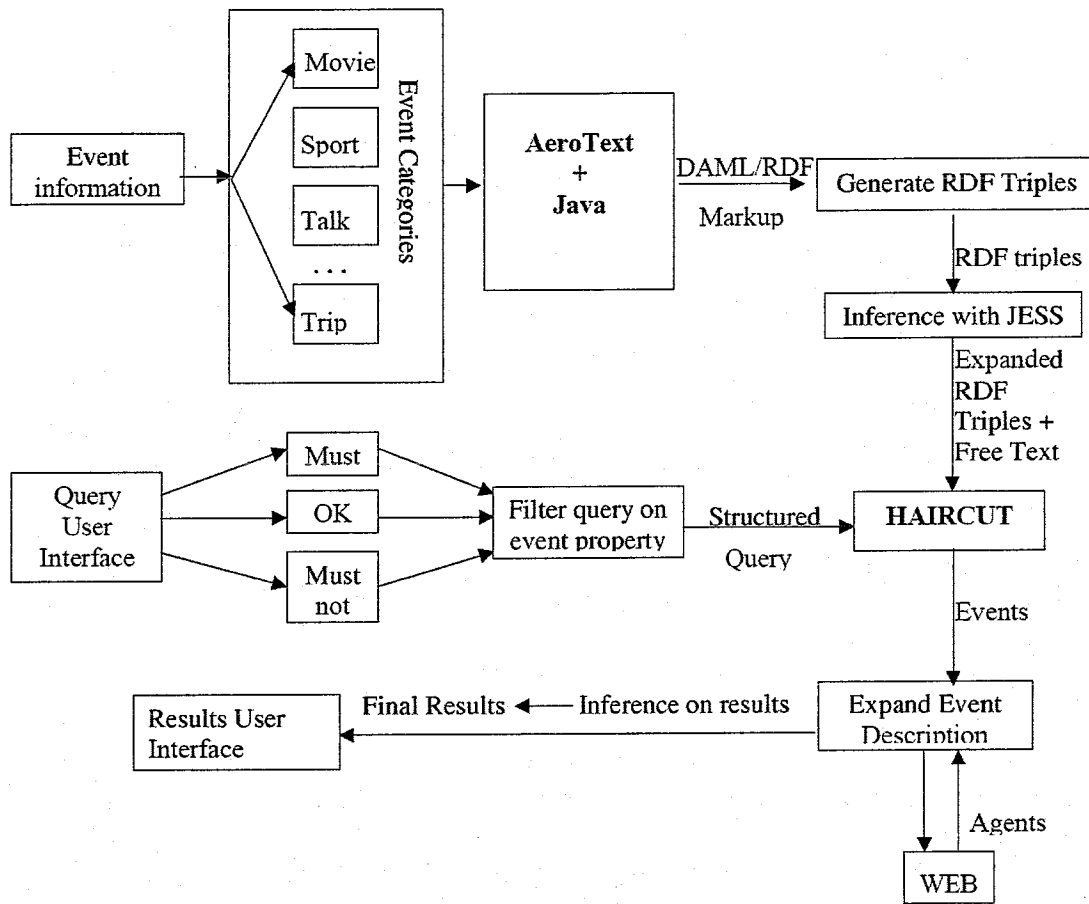 Event
information
Movie
Sport
Talk
...
Trip
Event Categories
AeroText
+
Java
DAML/RDF
Markup
Generate RDF Triples
RDF triples
Inference with JESS
Expanded
RDF
Triples +
Free Text
Query
User
Interface
Must
OK
Must
not
Filter query on
event property
Structured
Query
HAIRCUT
Events
Results User
Interface
Final Results
Inference on results
Expand Event
Description
Agents
WEB